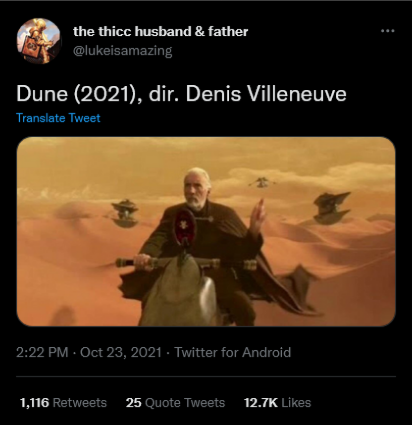 the thicc husband & father
@lukeisamazing
Dune (2021), dir. Denis Villeneuve
Translate Tweet
2:22 PM · Oct 23, 2021 · Twitter for Android
1,116 Retweets 25 Quote Tweets 12.7K Likes